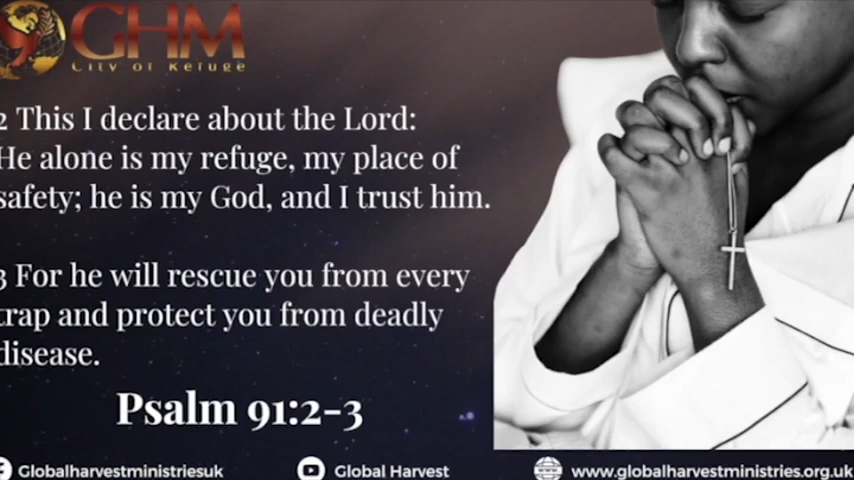 GHM
City of Refuge
2 This I declare about the Lord:
He alone is my refuge, my place of
safety; he is my God, and I trust him.
3 For he will rescue you from every
trap and protect you from deadly
disease.
Psalm 91:2-3
Globalharvestministriesuk
Global Harvest
www.globalharvestministries.org.uk